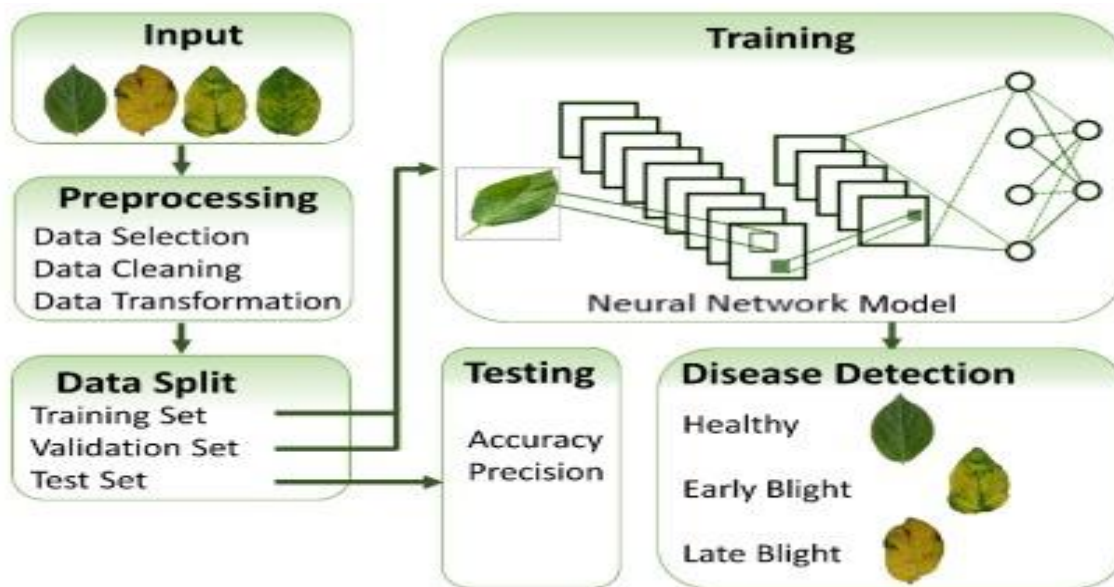 Input
Preprocessing
Data Selection
Data Cleaning
Data Transformation
Data Split
Training Set
Validation Set
Test Set
Training
Neural Network Model
Testing
Accuracy
Precision
Disease Detection
Healthy
Early Blight
Late Blight